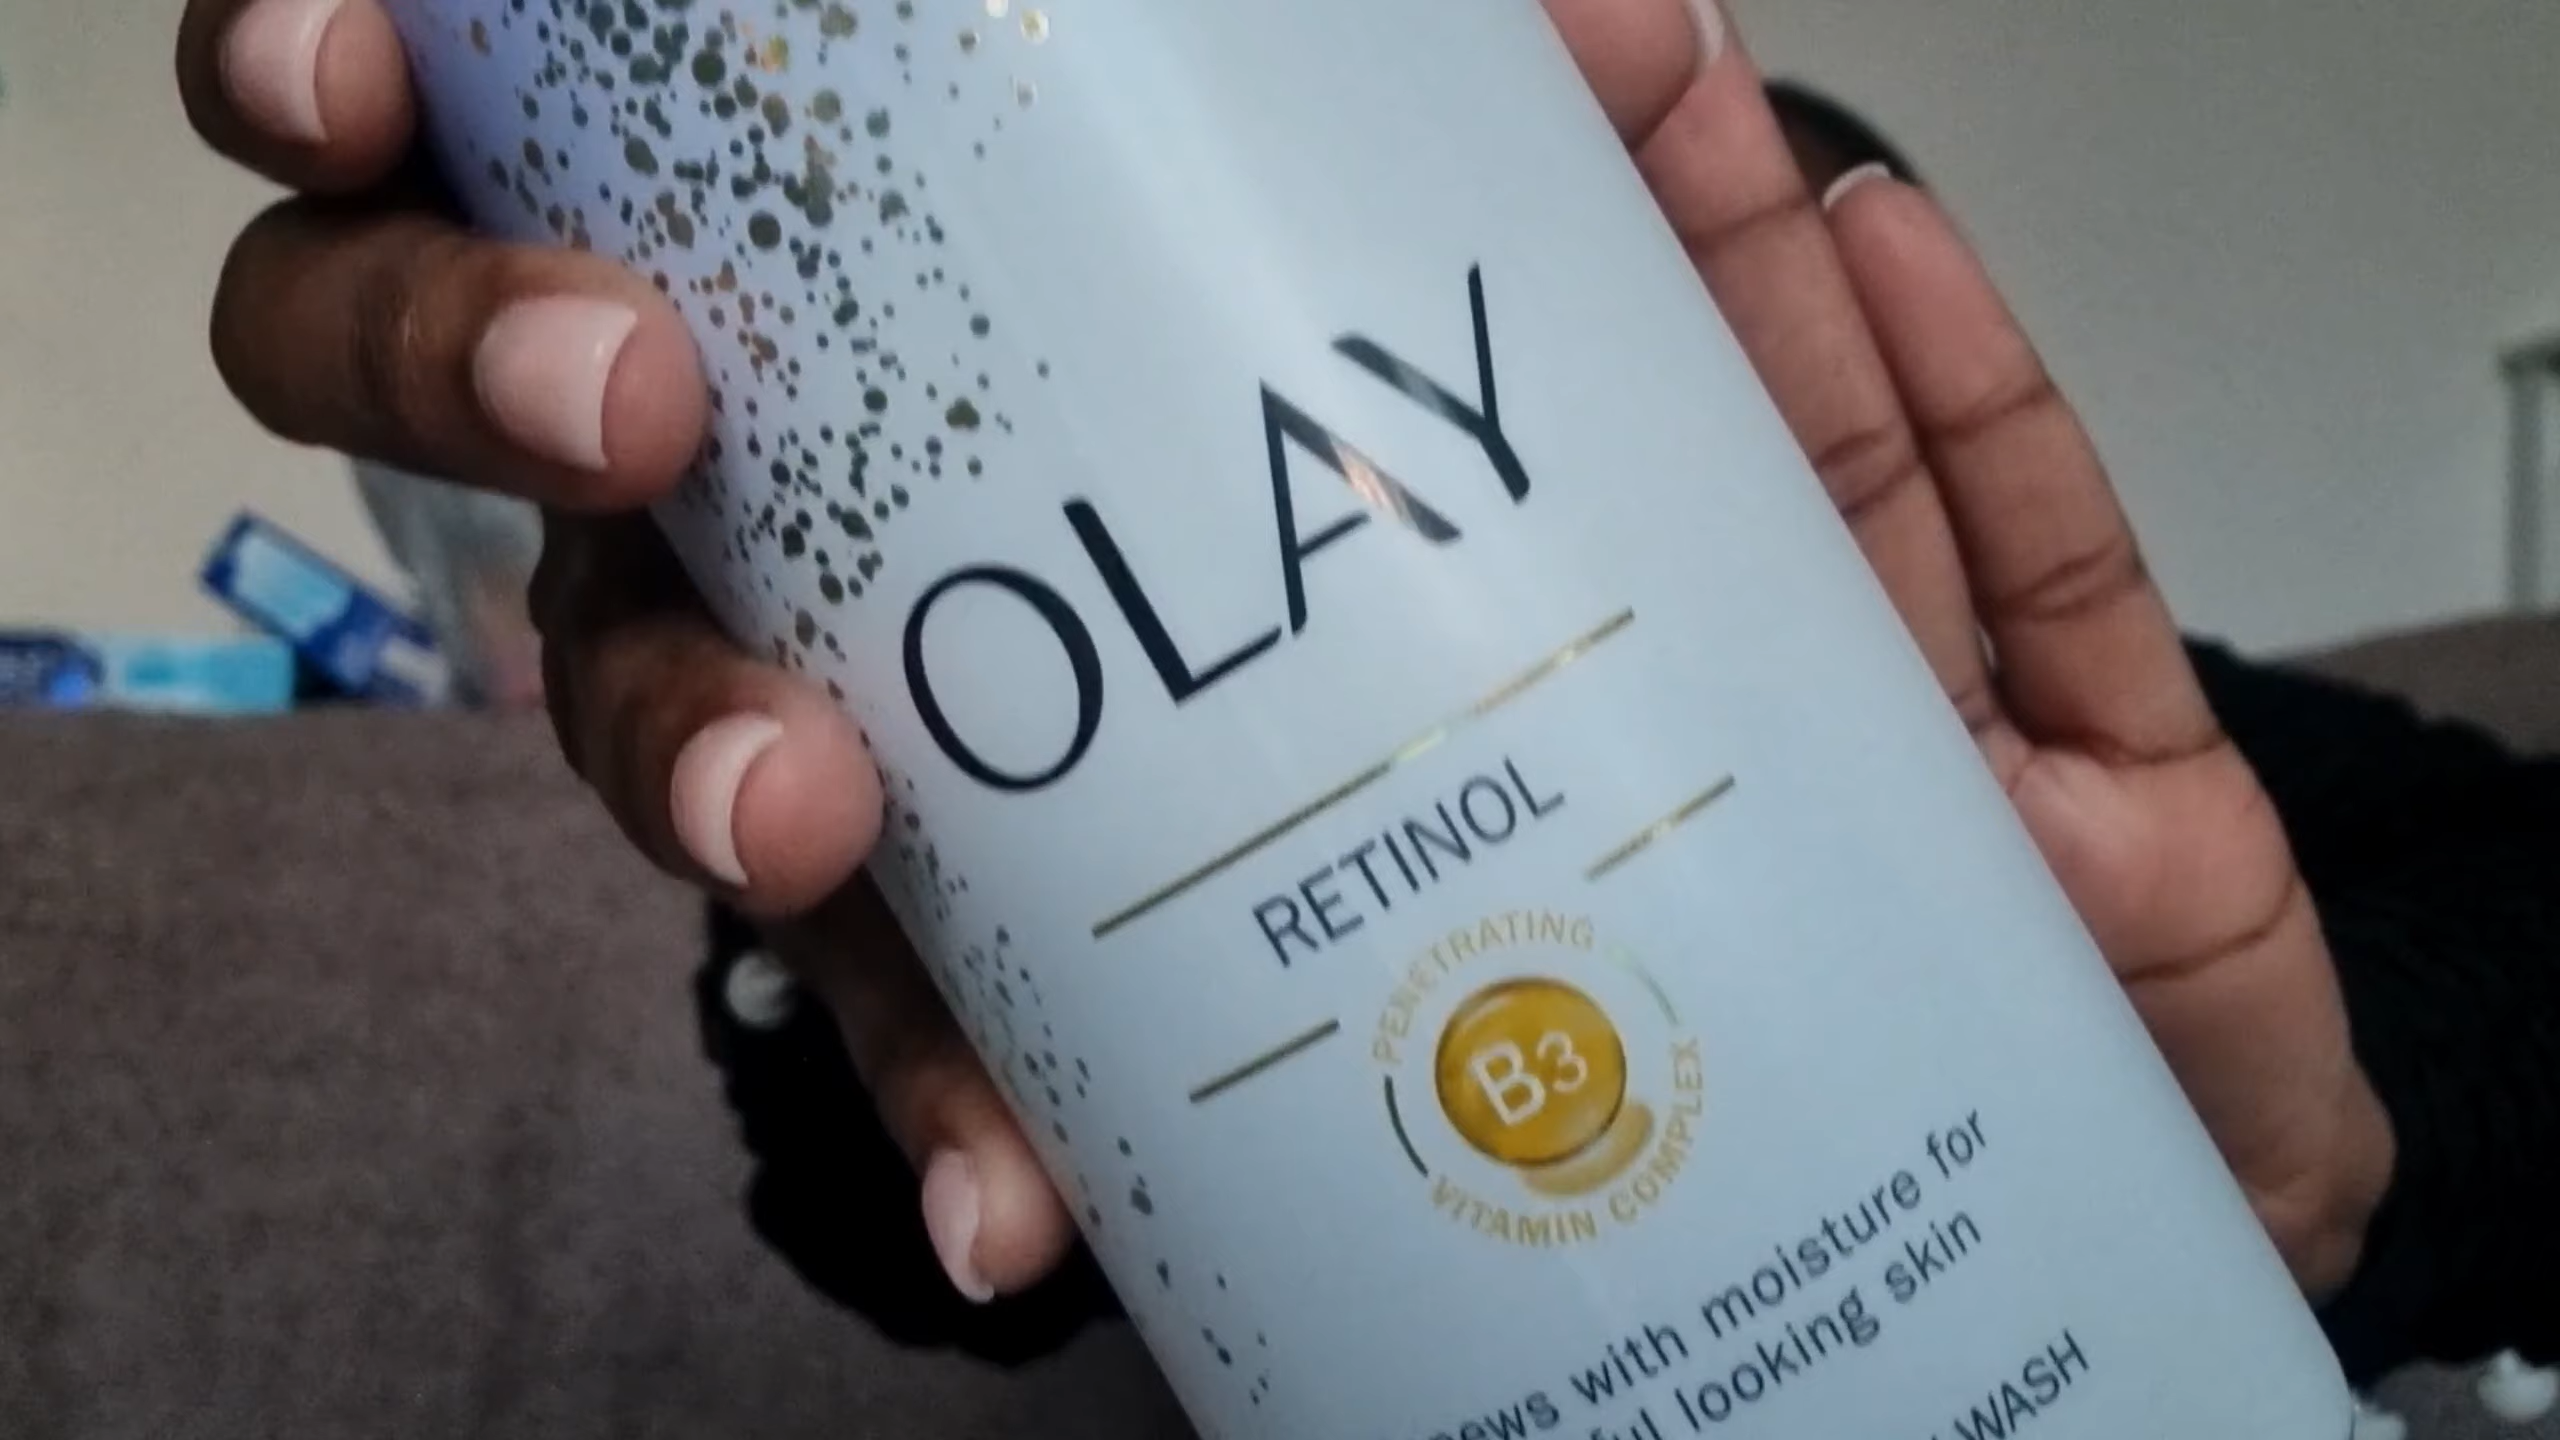 OLAY
RETINOL
PENETRATING
B3
VITAMIN COMPLEX
with moisture for
looking skin
WASH